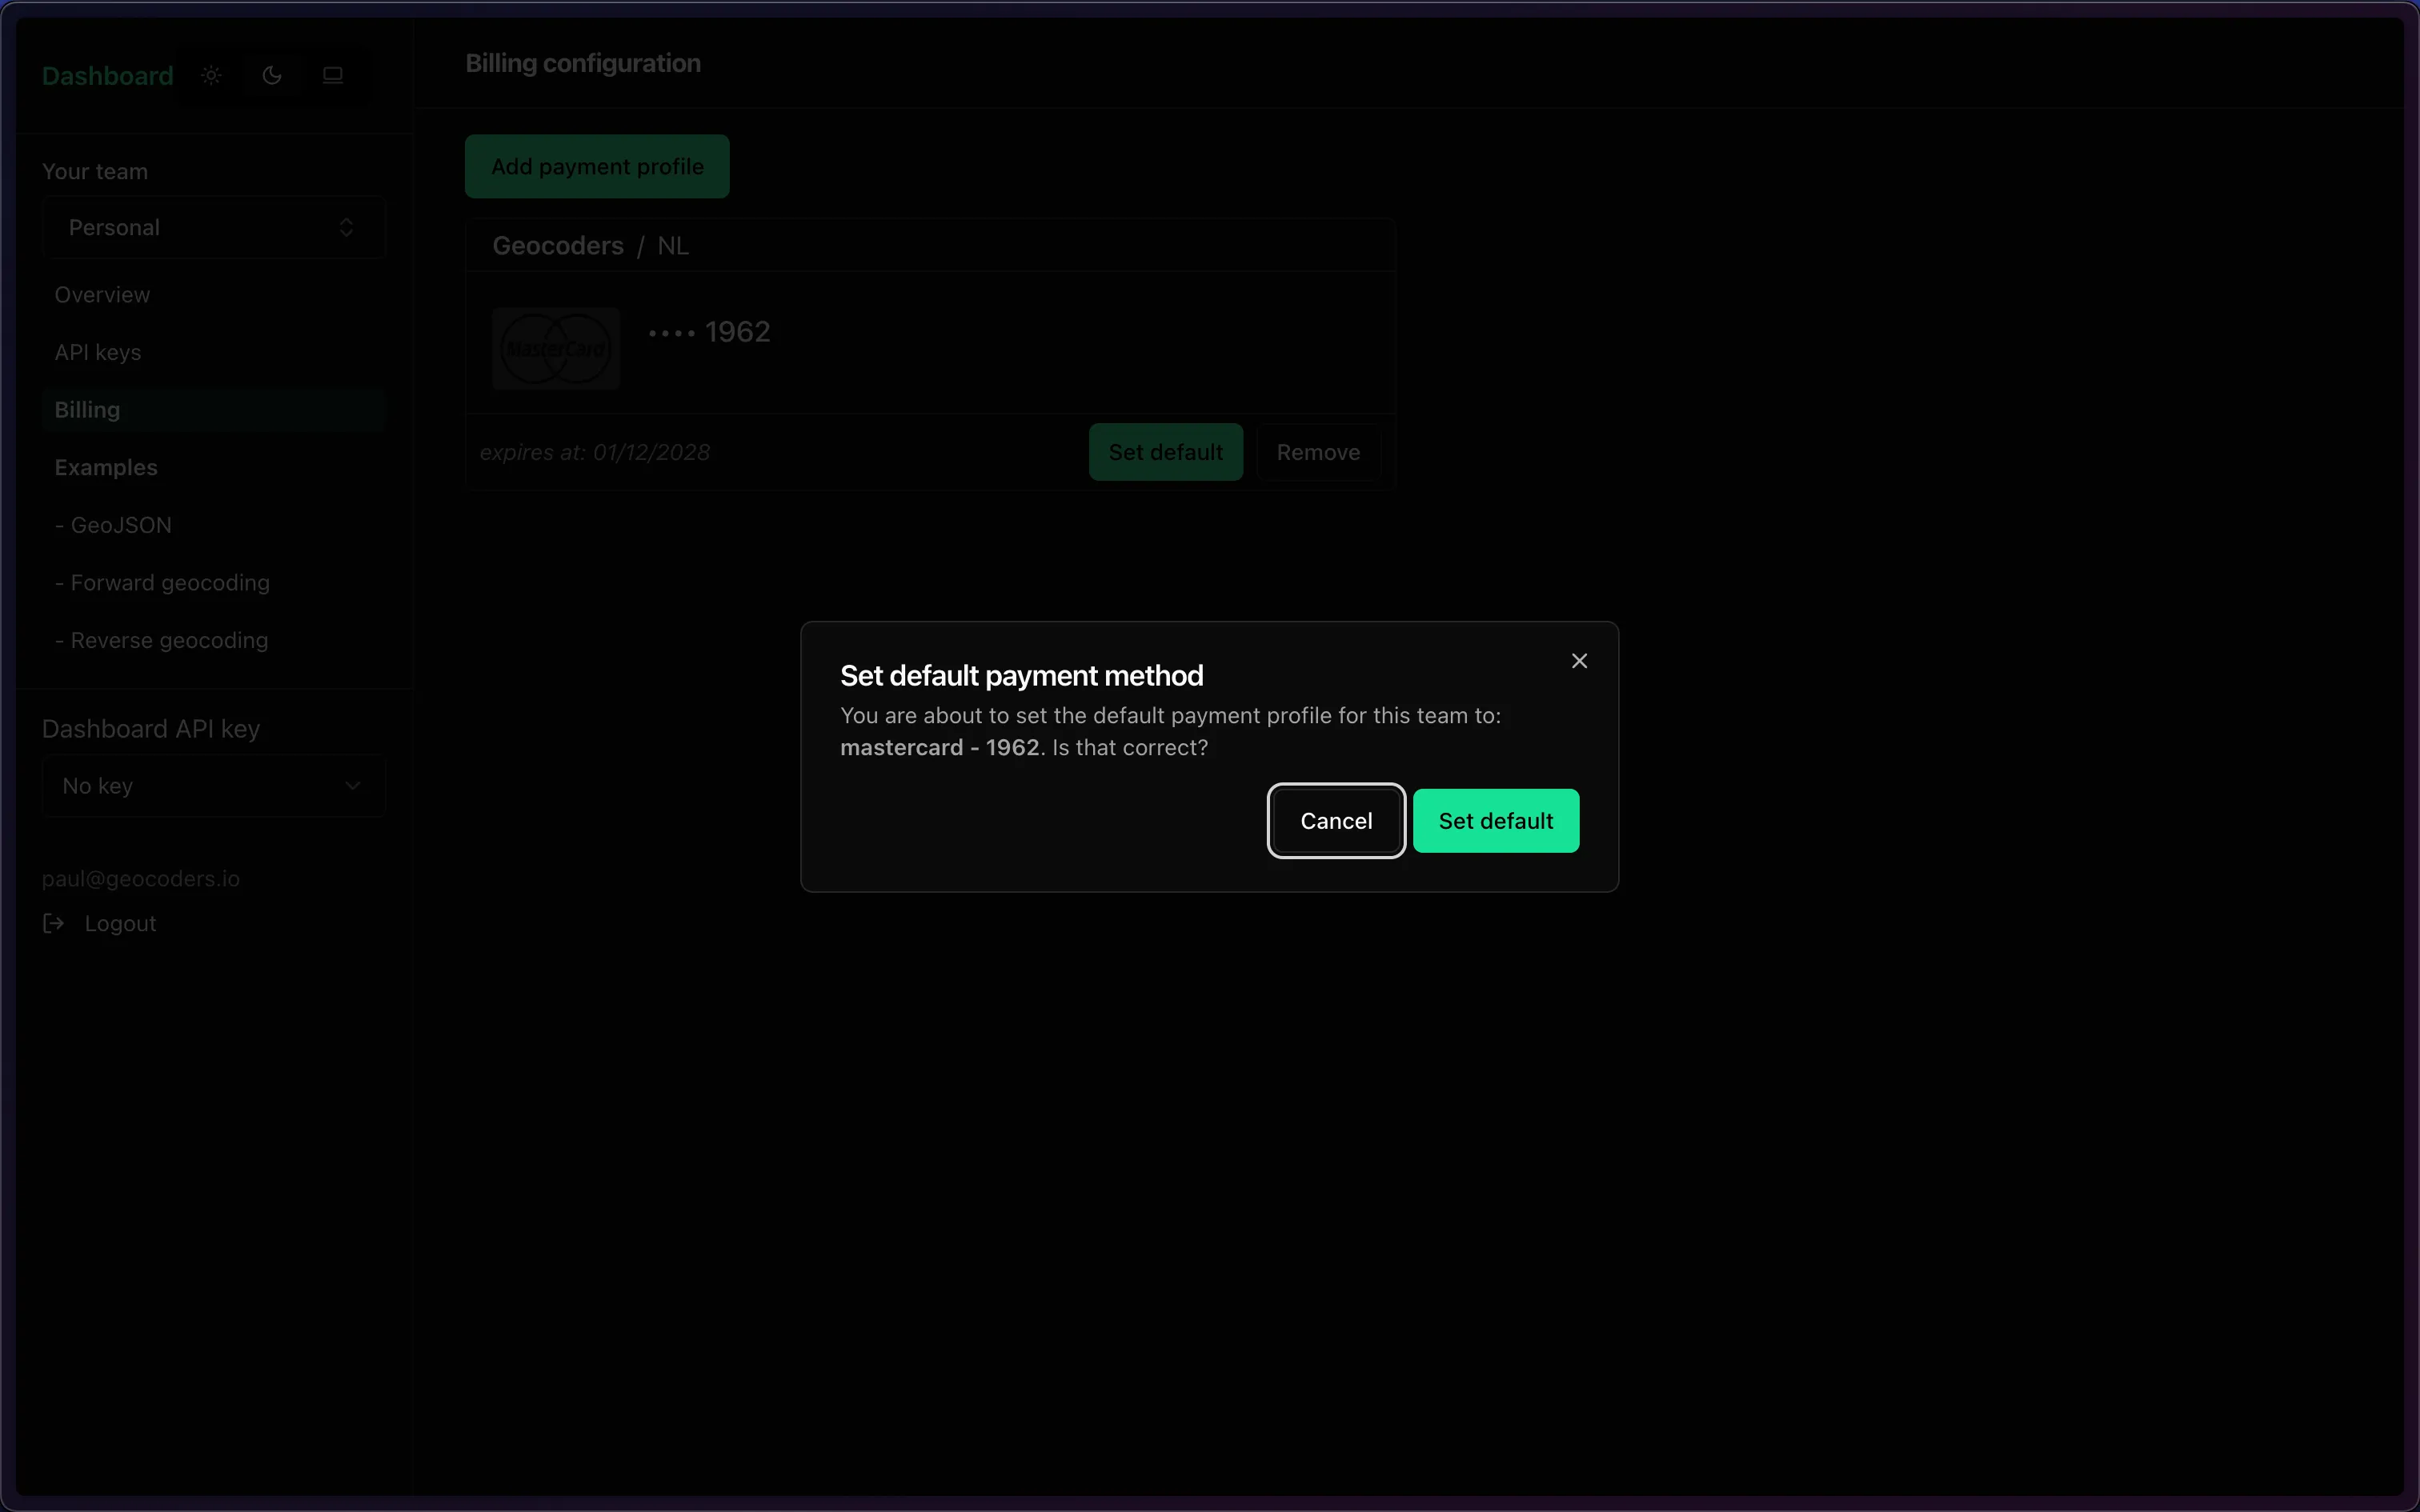 Dashboard
Your team
Personal
Overview
API keys
Billing
Examples
- GeoJSON
- Forward geocoding
- Reverse geocoding
Dashboard API key
No key
paul@geocoders.io
Logout
Billing configuration
Add payment profile
Geocoders / NL
MasterCard
•••• 1962
expires at: 01/12/2028
Set default
Remove
Set default payment method
You are about to set the default payment profile for this team to:
mastercard - 1962. Is that correct?
Cancel
Set default